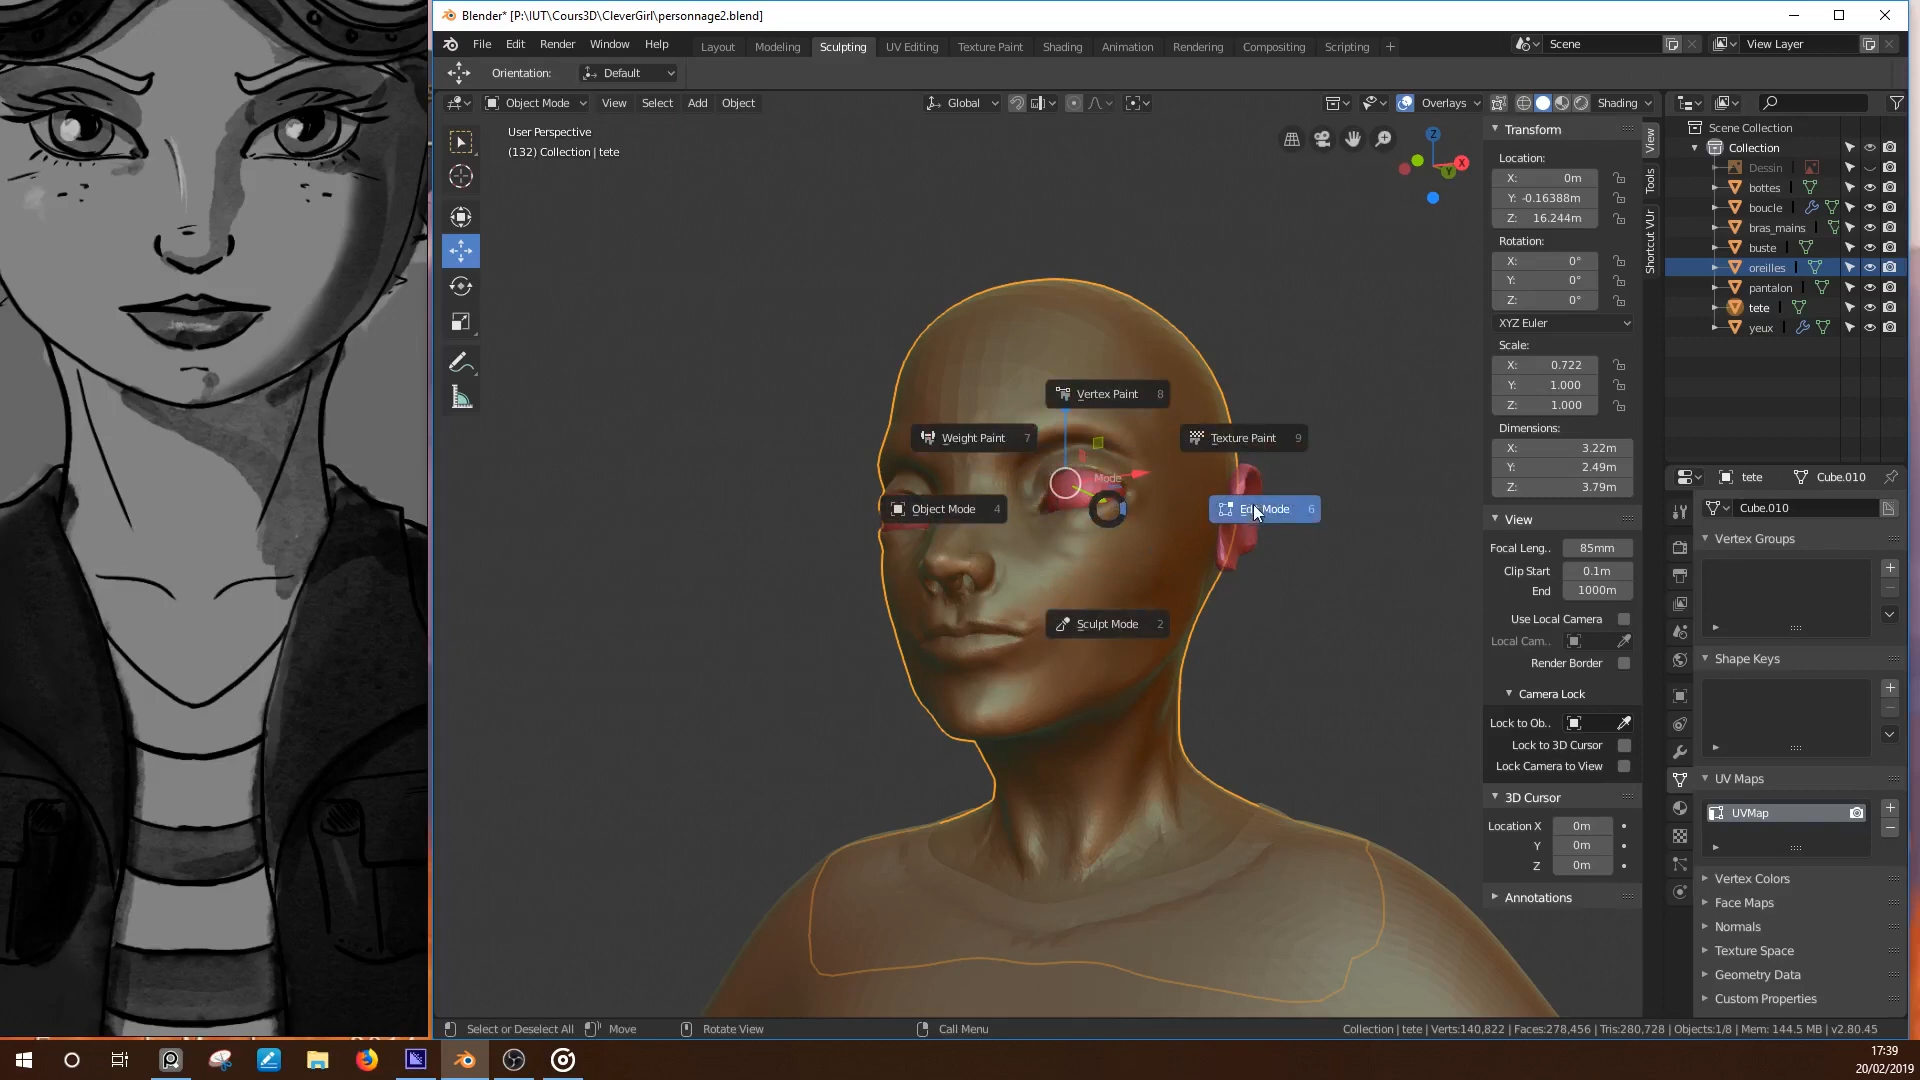 Blender* [P:\IUT\Cours3D\CleverGirl\personnage2.blend]
File Edit Render Window Help Layout Modeling Sculpting UV Editing Texture Paint Shading Animation Rendering Compositing Scripting Scene View Layer
Orientation: Default
Object Mode View Select Add Object Global Overlays Shading
User Perspective
(132) Collection | tete
Z
X
Y
View
Tools
Shortcut VUr
Transform
Location:
X: 0m
Y: -0.16388m
Z: 16.244m
Rotation:
X: 0°
Y: 0°
Z: 0°
XYZ Euler
Scale:
X: 0.722
Y: 1.000
Z: 1.000
Dimensions:
X: 3.22m
Y: 2.49m
Z: 3.79m
View
Focal Leng.. 85mm
Clip Start 0.1m
End 1000m
Use Local Camera
Local Cam..
Render Border
Camera Lock
Lock to Ob..
Lock to 3D Cursor
Lock Camera to View
3D Cursor
Location X 0m
Y 0m
Z 0m
Annotations
Vertex Paint 8
Weight Paint 7
Texture Paint 9
Mode
Object Mode 4
Mode 6
Sculpt Mode 2
Scene Collection
Collection
Dessin
bottes
boucle
bras_mains
buste
oreilles
pantalon
tete
yeux
tete Cube.010
Cube.010
Vertex Groups
Shape Keys
UV Maps
UVMap
Vertex Colors
Face Maps
Normals
Texture Space
Geometry Data
Custom Properties
Select or Deselect All Move Rotate View Call Menu Collection | tete | Verts:140,822 | Faces:278,456 | Tris:280,728 | Objects:1/8 | Mem: 144.5 MB | v2.80.45
17:39
20/02/2019